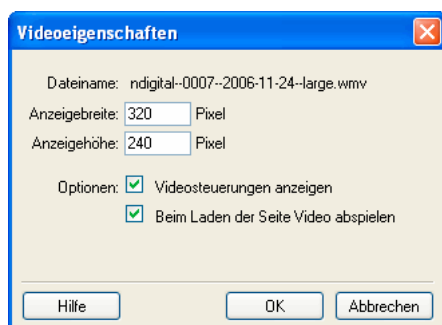 Videoeigenschaften
Dateiname: ndigital--0007--2006-11-24--large.wmv
Anzeigebreite: 320 Pixel
Anzeigehöhe: 240 Pixel
Optionen: Videosteuerungen anzeigen
Beim Laden der Seite Video abspielen
Hilfe OK Abbrechen